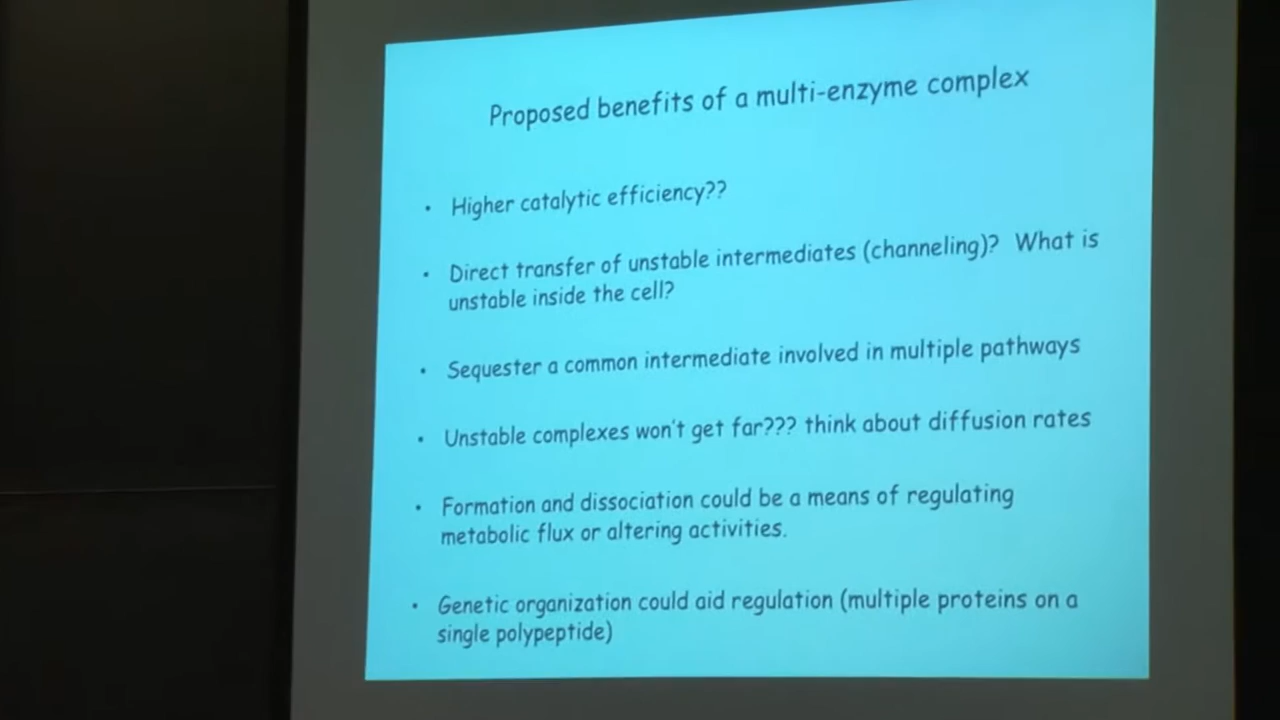 Proposed benefits of a multi-enzyme complex
• Higher catalytic efficiency??
• Direct transfer of unstable intermediates (channeling)? What is
unstable inside the cell?
• Sequester a common intermediate involved in multiple pathways
• Unstable complexes won't get far??? think about diffusion rates
• Formation and dissociation could be a means of regulating
metabolic flux or altering activities.
• Genetic organization could aid regulation (multiple proteins on a
single polypeptide)